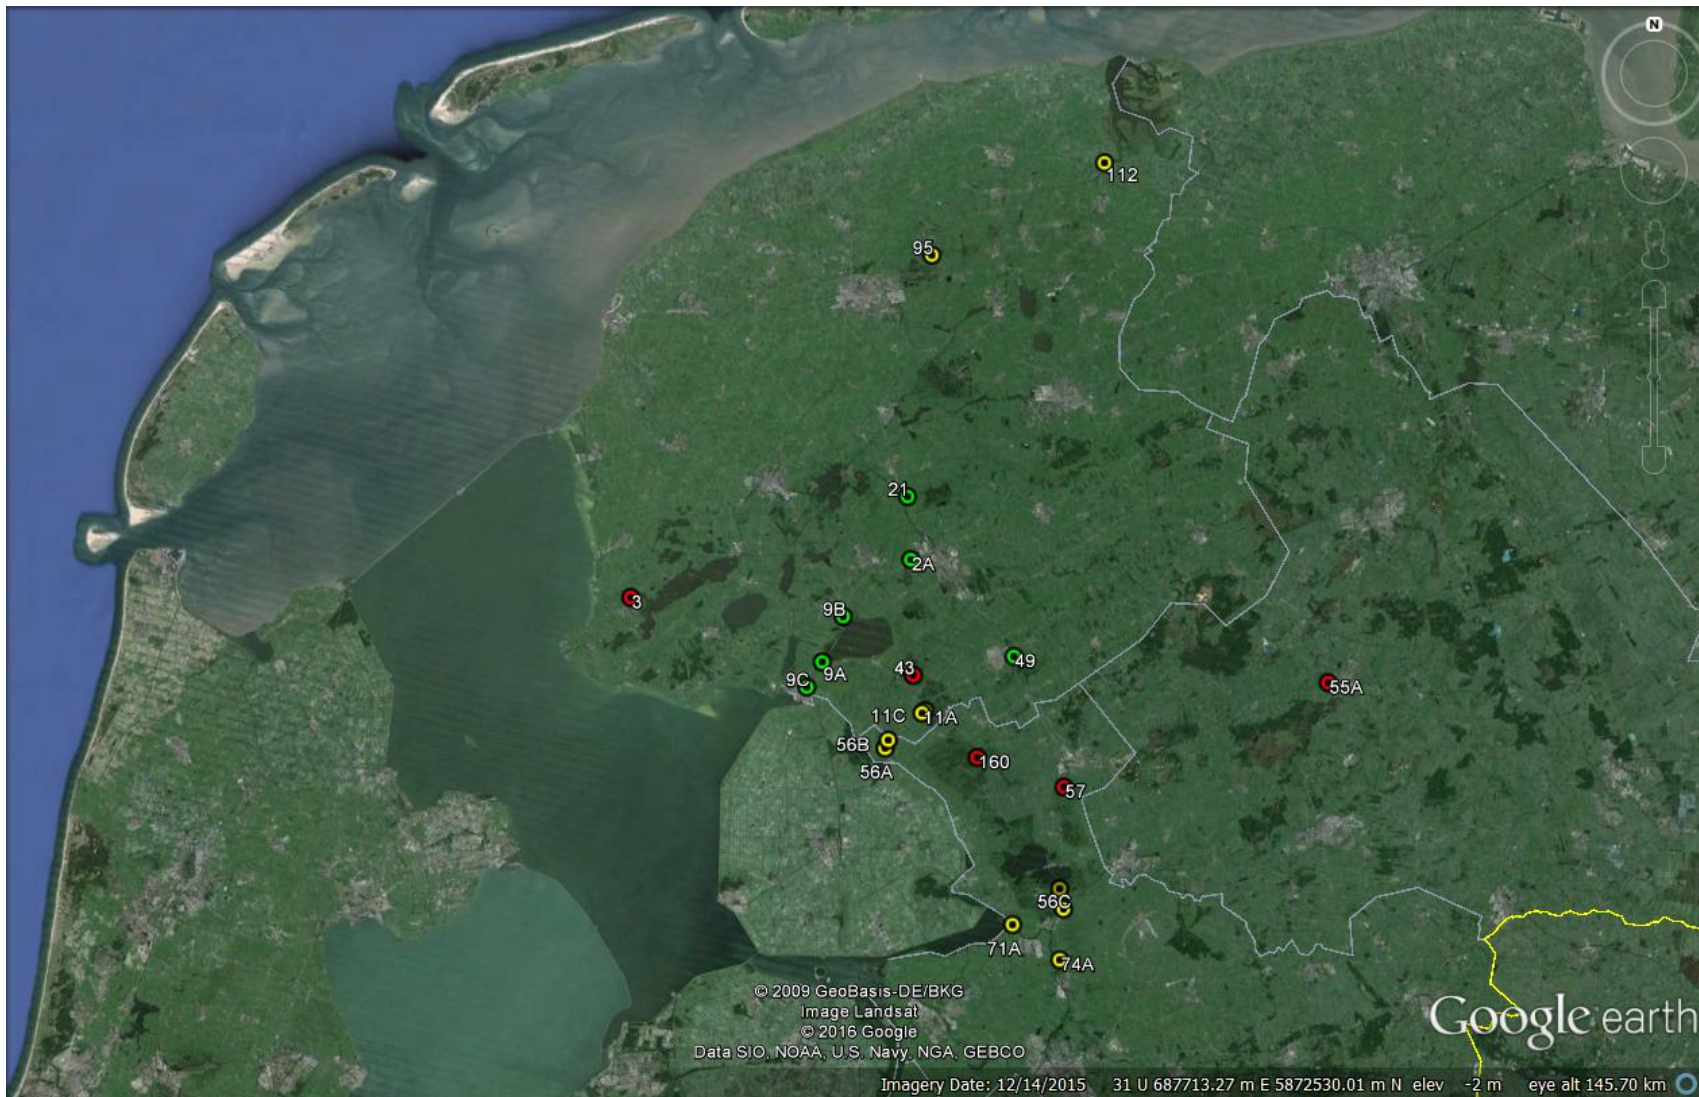 N
112
95
21
2A
3
9B
49
9A
43
55A
9C
11C
11A
56B
160
56A
57
56C
71A
74A
© 2009 GeoBasis-DE/BKG
Image Landsat
© 2016 Google
Data SIO, NOAA, U.S. Navy, NGA, GEBCO
Google earth
Imagery Date: 12/14/2015 31 U 687713.27 m E 5872530.01 m N elev -2 m eye alt 145.70 km